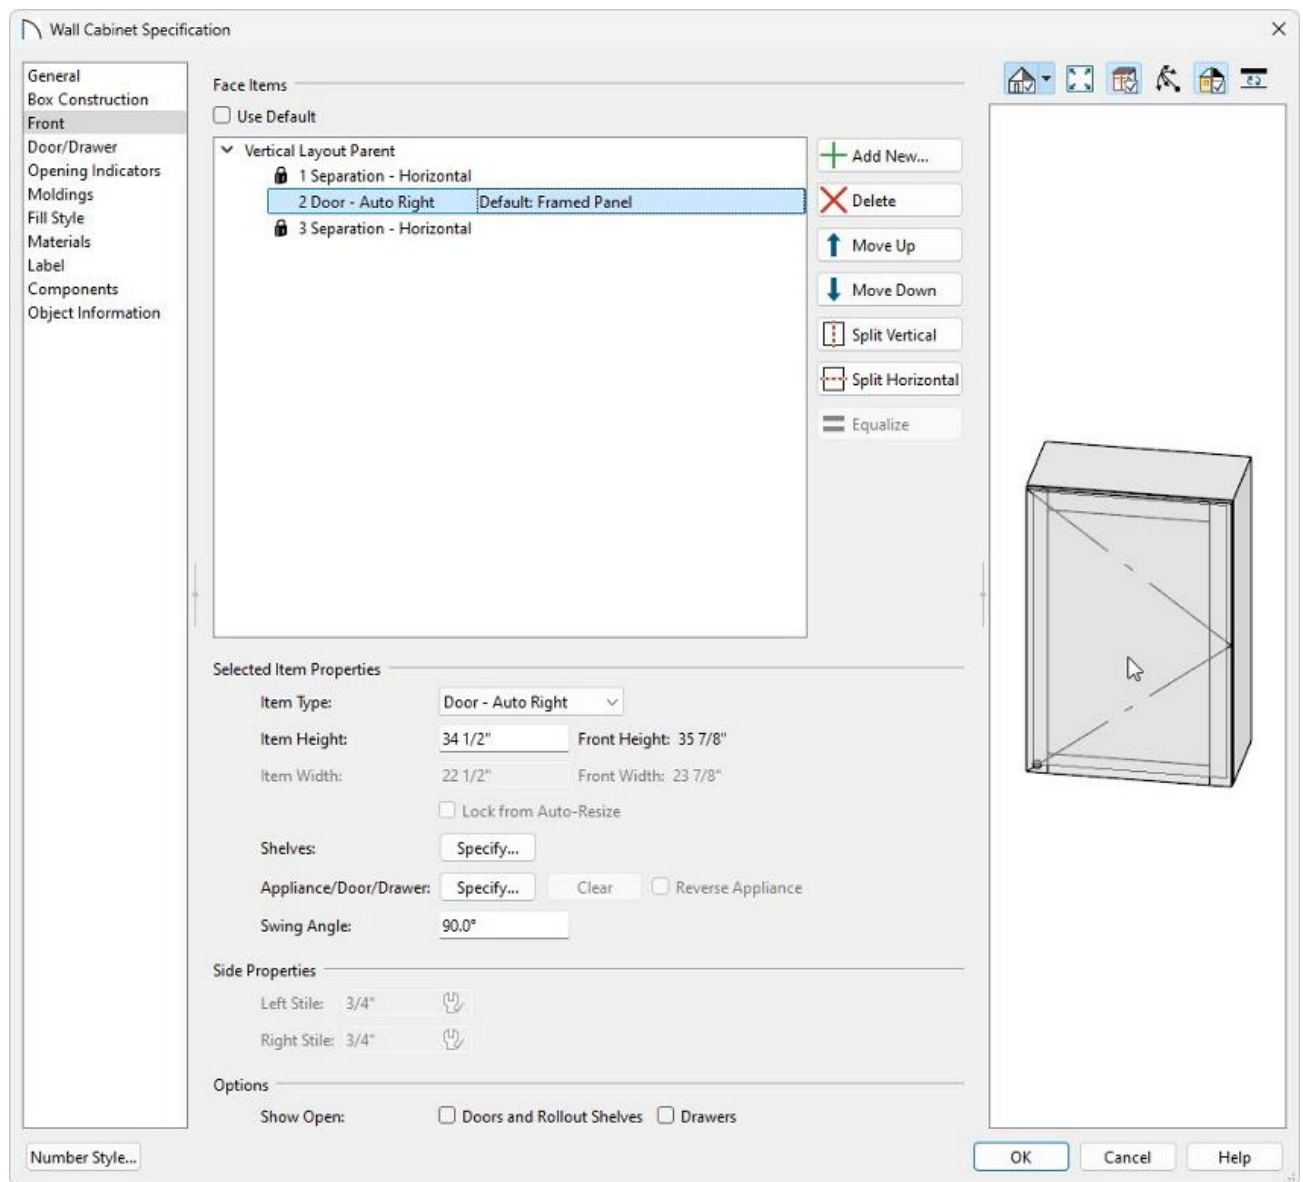 Wall Cabinet Specification
General
Box Construction
Front
Door/Drawer
Opening Indicators
Moldings
Fill Style
Materials
Label
Components
Object Information
Face Items
Use Default
Vertical Layout Parent
1 Separation - Horizontal
2 Door - Auto Right Default: Framed Panel
3 Separation - Horizontal
Add New...
Delete
Move Up
Move Down
Split Vertical
Split Horizontal
Equalize
Selected Item Properties
Item Type: Door - Auto Right
Item Height: 34 1/2" Front Height: 35 7/8"
Item Width: 22 1/2" Front Width: 23 7/8"
Lock from Auto-Resize
Shelves: Specify...
Appliance/Door/Drawer: Specify... Clear Reverse Appliance
Swing Angle: 90.0°
Side Properties
Left Stile: 3/4"
Right Stile: 3/4"
Options
Show Open: Doors and Rollout Shelves Drawers
Number Style... OK Cancel Help